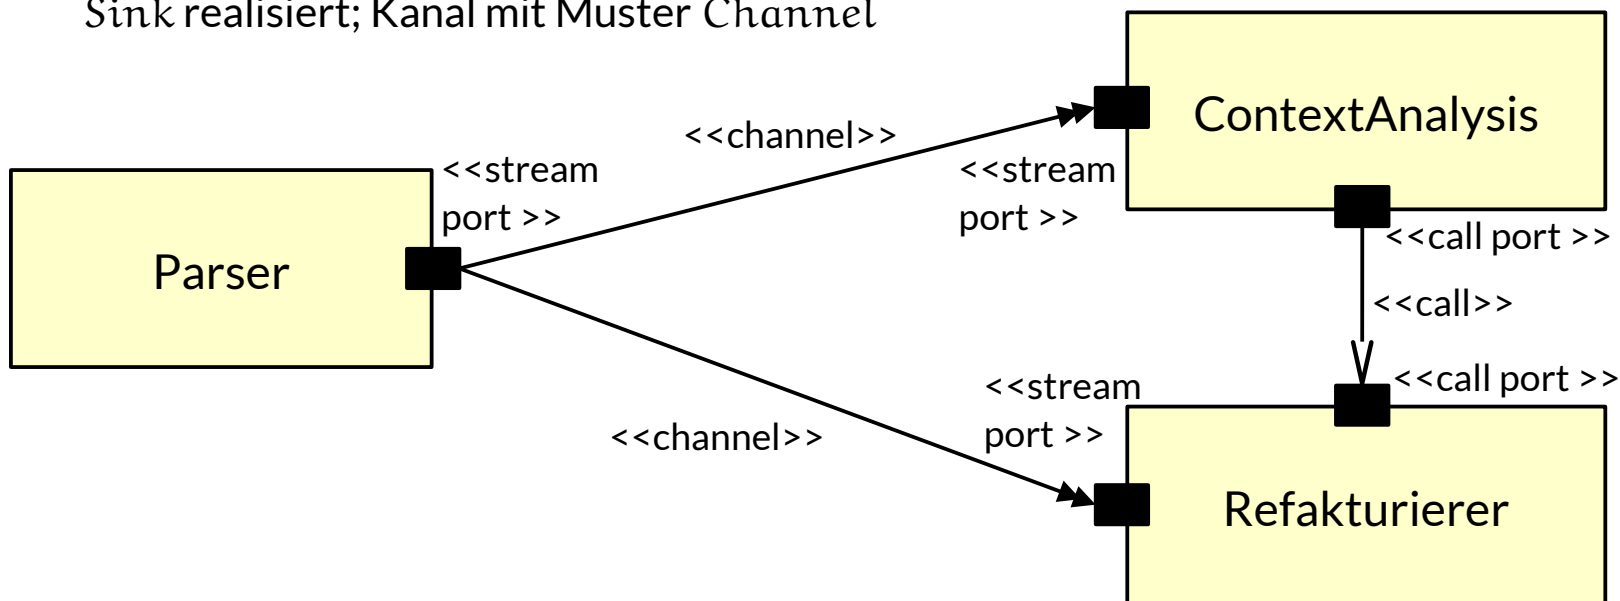 Sink realisiert; Kanal mit Muster Channel
ContextAnalysis
<<channel>>
<<stream
port >>
<<stream
port >>
Parser
<<call port >>
<<call>>
<<call port >>
<<stream
port >>
<<channel>>
Refakturierer